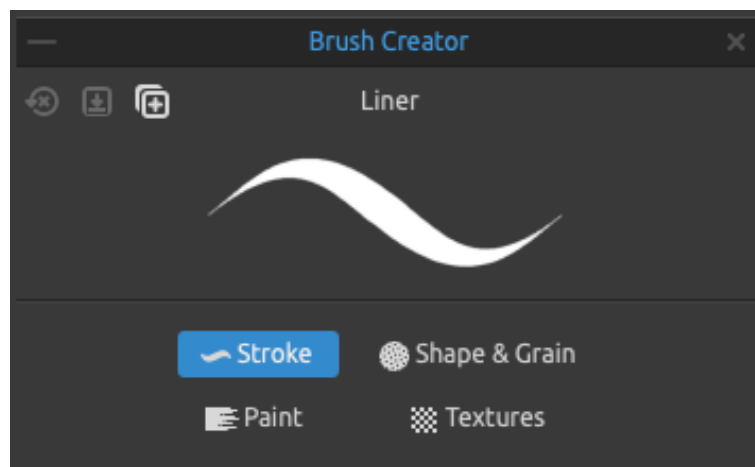 Brush Creator
Liner
Stroke
Shape & Grain
Paint
Textures